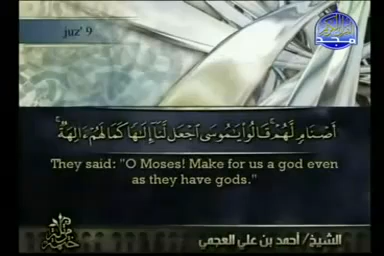 juz' 9
المجد
أَصْنَامٍ لَّهُمْ ۚ قَالُوا۟ يَـٰمُوسَى ٱجْعَل لَّنَآ إِلَـٰهًا كَمَا لَهُمْ ءَالِهَةٌ ۚ
They said: "O Moses! Make for us a god even
as they have gods."
الشيخ/ أحمد بن علي العجمي